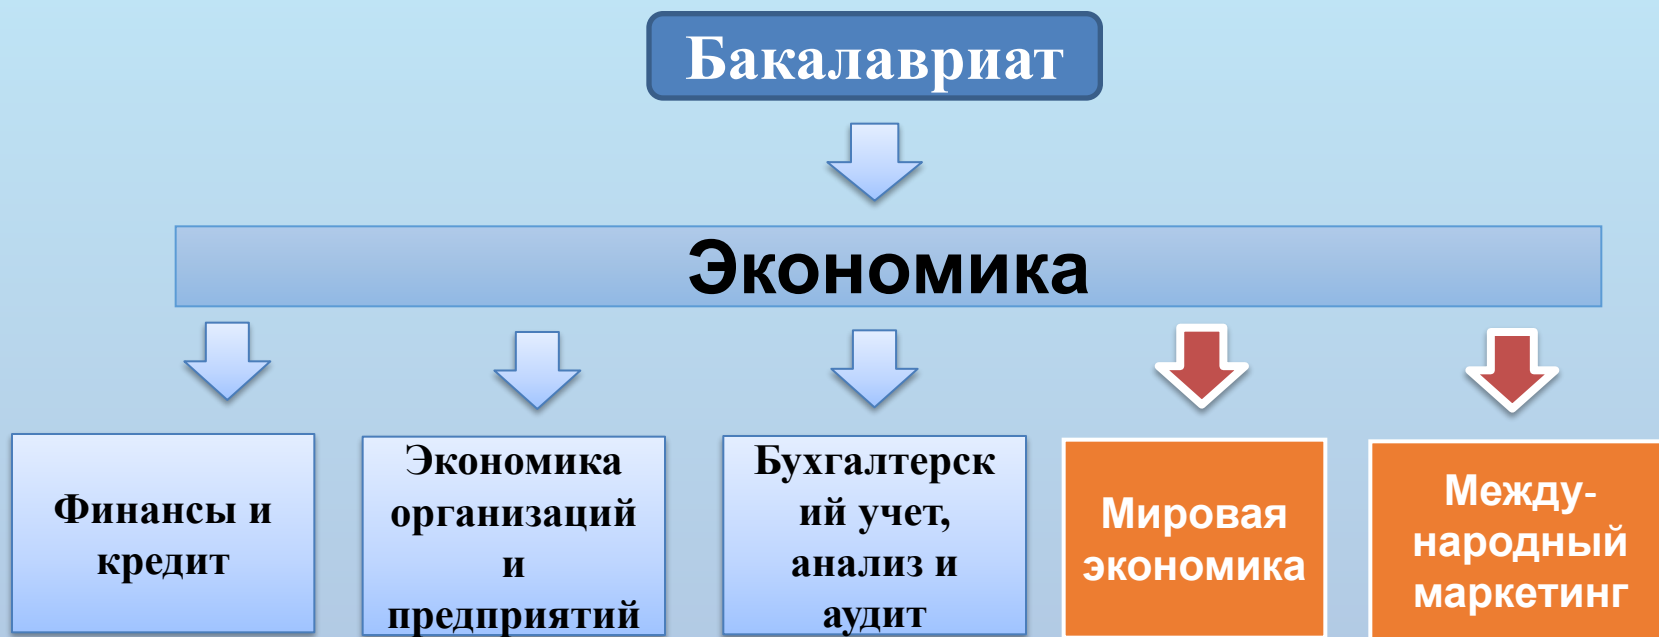 Бакалавриат
Экономика
Финансы и
кредит
Экономика
организаций
и
предприятий
Бухгалтерск
ий учет,
анализ и
аудит
Мировая
экономика
Между-
народный
маркетинг